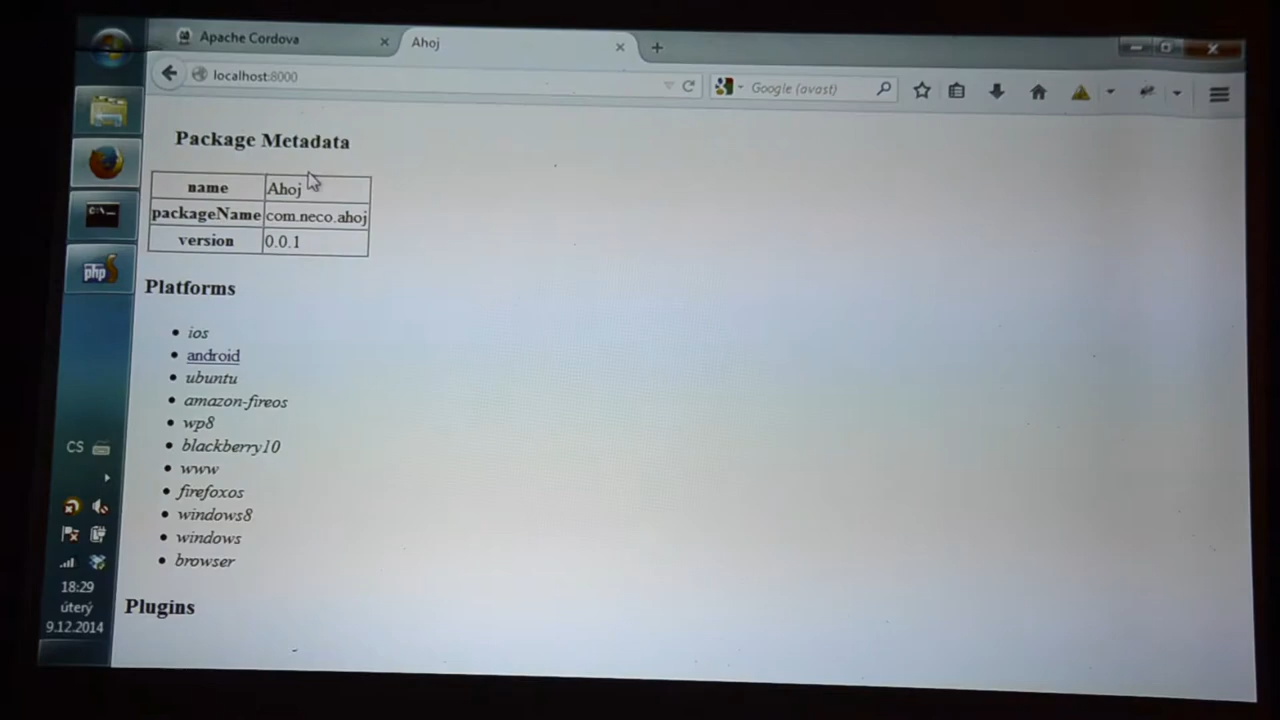 Apache Cordova
Ahoj
localhost:8000
Google (avast)
Package Metadata
name Ahoj
packageName com.neco.ahoj
version 0.0.1
Platforms
ios
android
ubuntu
amazon-fireos
wp8
blackberry10
www
firefoxos
windows8
windows
browser
Plugins
C:\
php
CS
18:29
úterý
9.12.2014